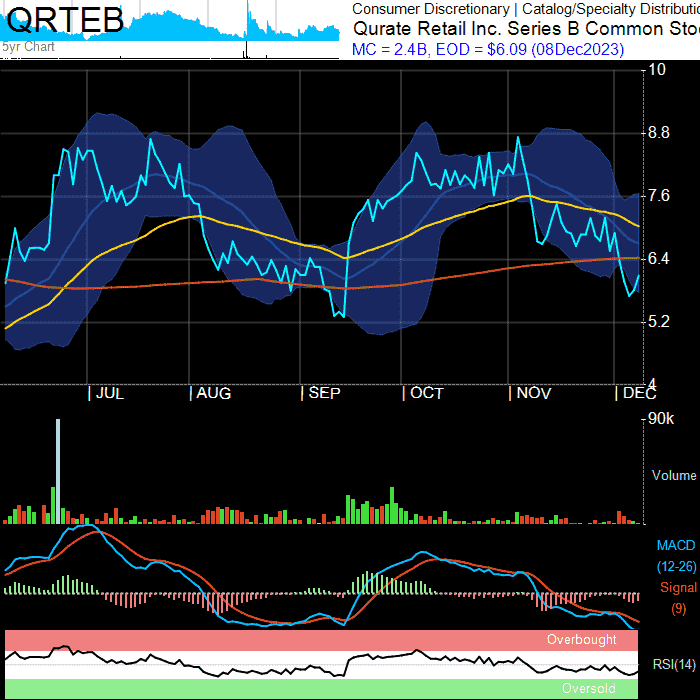 QRTEB
5yr Chart
Consumer Discretionary | Catalog/Specialty Distributio
Qurate Retail Inc. Series B Common Sto
MC = 2.4B, EOD = $6.09 (08Dec2023)
10
8.8
7.6
6.4
5.2
4
| JUL | AUG | SEP | OCT | NOV | DEC
90k
Volume
MACD
(12-26)
Signal
(9)
Overbought
RSI(14)
Oversold